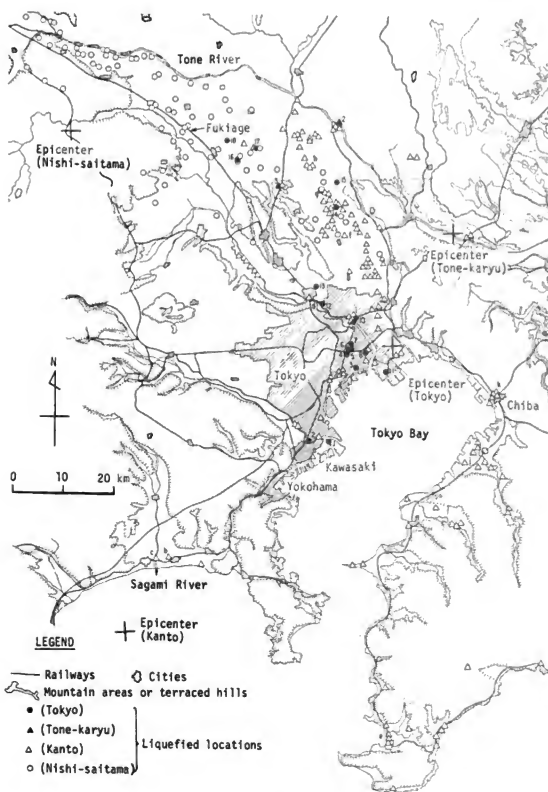 Tone River
Fukiage
Epicenter
(Nishi-saitama)
Epicenter
(Tone-karyu)
Epicenter
(Tokyo)
Tokyo
Chiba
N
Tokyo Bay
0 10 20 km
Kawasaki
Yokohama
Sagami River
Epicenter
(Kanto)
LEGEND
Railways
Cities
Mountain areas or terraced hills
(Tokyo)
(Tone-karyu)
(Kanto)
(Nishi-saitama)
Liquefied locations